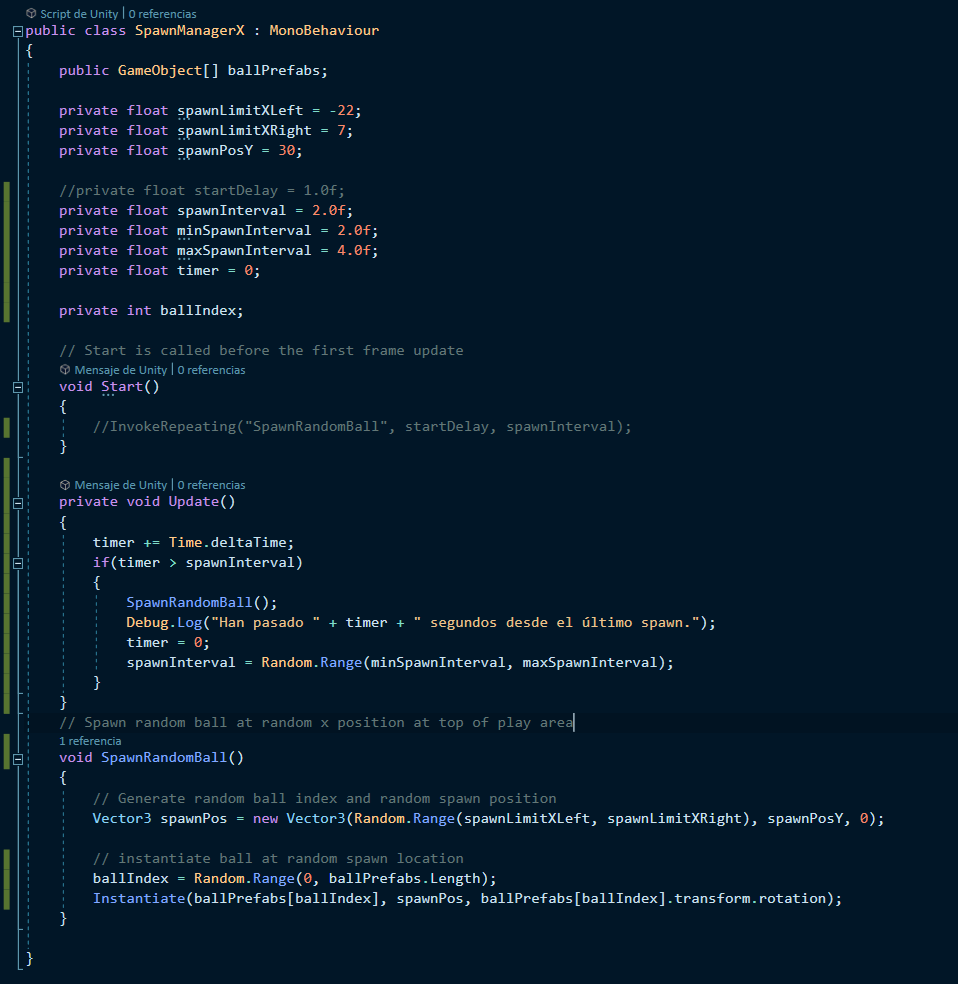 Script de Unity | 0 referencias
public class SpawnManagerX : MonoBehaviour
{
    public GameObject[] ballPrefabs;

    private float spawnLimitXLeft = -22;
    private float spawnLimitXRight = 7;
    private float spawnPosY = 30;

    //private float startDelay = 1.0f;
    private float spawnInterval = 2.0f;
    private float minSpawnInterval = 2.0f;
    private float maxSpawnInterval = 4.0f;
    private float timer = 0;

    private int ballIndex;

    // Start is called before the first frame update
    Mensaje de Unity | 0 referencias
    void Start()
    {
        //InvokeRepeating("SpawnRandomBall", startDelay, spawnInterval);
    }

    Mensaje de Unity | 0 referencias
    private void Update()
    {
        timer += Time.deltaTime;
        if(timer > spawnInterval)
        {
            SpawnRandomBall();
            Debug.Log("Han pasado " + timer + " segundos desde el último spawn.");
            timer = 0;
            spawnInterval = Random.Range(minSpawnInterval, maxSpawnInterval);
        }
    }
    // Spawn random ball at random x position at top of play area
    1 referencia
    void SpawnRandomBall()
    {
        // Generate random ball index and random spawn position
        Vector3 spawnPos = new Vector3(Random.Range(spawnLimitXLeft, spawnLimitXRight), spawnPosY, 0);

        // instantiate ball at random spawn location
        ballIndex = Random.Range(0, ballPrefabs.Length);
        Instantiate(ballPrefabs[ballIndex], spawnPos, ballPrefabs[ballIndex].transform.rotation);
    }

}